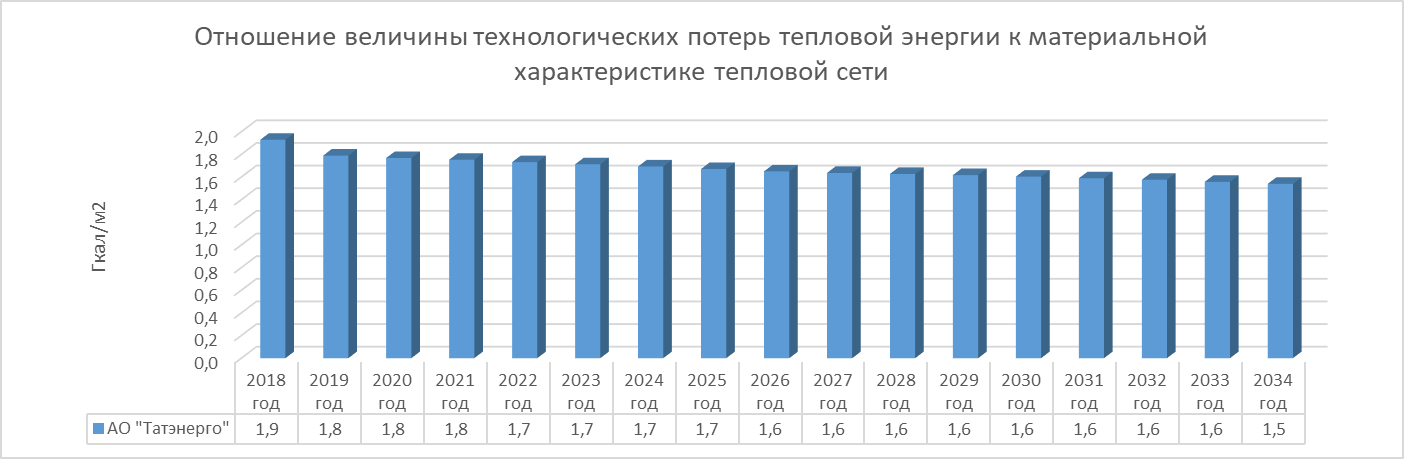 Отношение величины технологических потерь тепловой энергии к материальной
характеристике тепловой сети
Гкал/м2
2,0
1,8
1,6
1,4
1,2
1,0
0,8
0,6
0,4
0,2
0,0
2018 2019 2020 2021 2022 2023 2024 2025 2026 2027 2028 2029 2030 2031 2032 2033 2034
год год год год год год год год год год год год год год год год год
АО "Татэнерго" 1,9 1,8 1,8 1,8 1,7 1,7 1,7 1,7 1,6 1,6 1,6 1,6 1,6 1,6 1,6 1,6 1,5